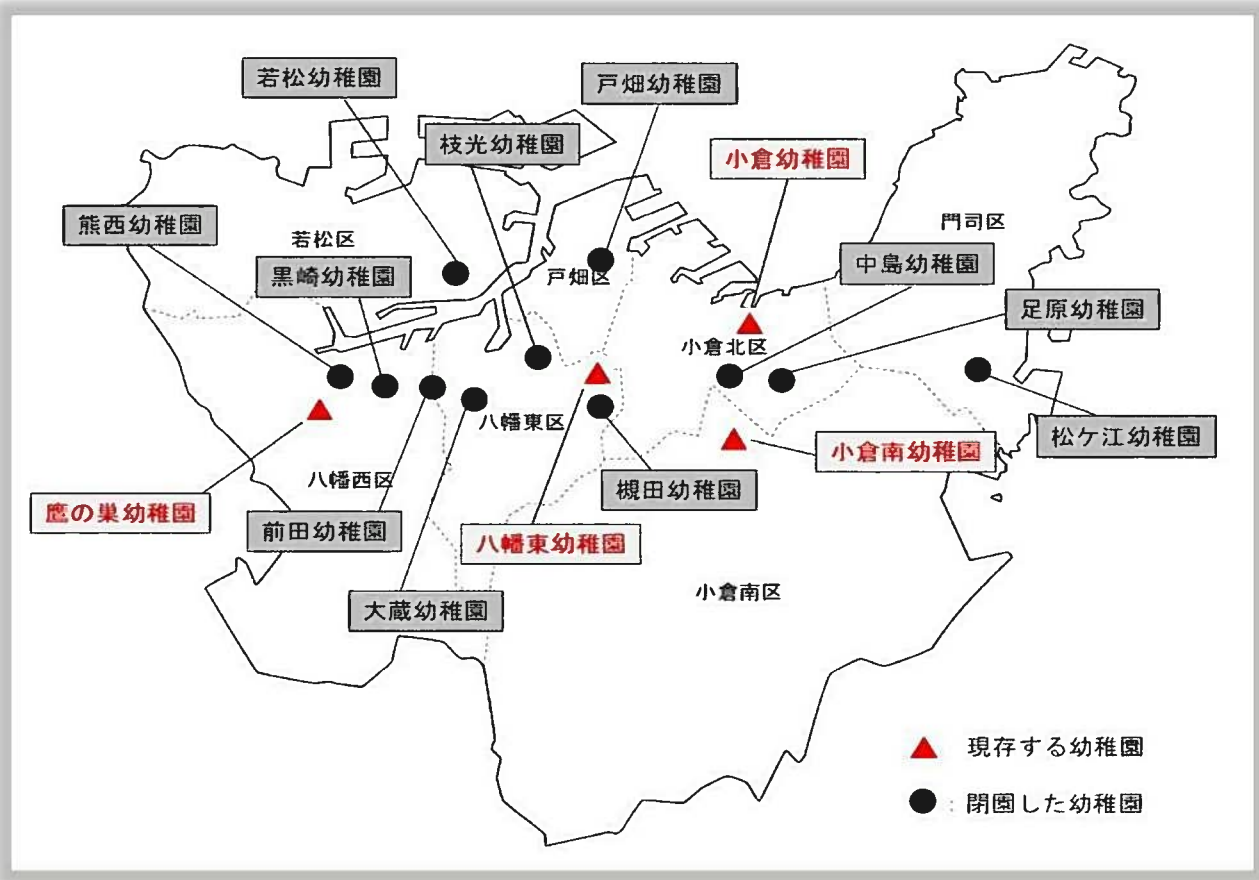 若松幼稚園
戸畑幼稚園
枝光幼稚園
小倉幼稚園
熊西幼稚園
門司区
若松区
黒崎幼稚園
戸畑区
中島幼稚園
足原幼稚園
小倉北区
八幡東区
松ケ江幼稚園
小倉南幼稚園
八幡西区
槻田幼稚園
鷹の巣幼稚園
前田幼稚園
八幡東幼稚園
小倉南区
大蔵幼稚園
現存する幼稚園
：閉園した幼稚園